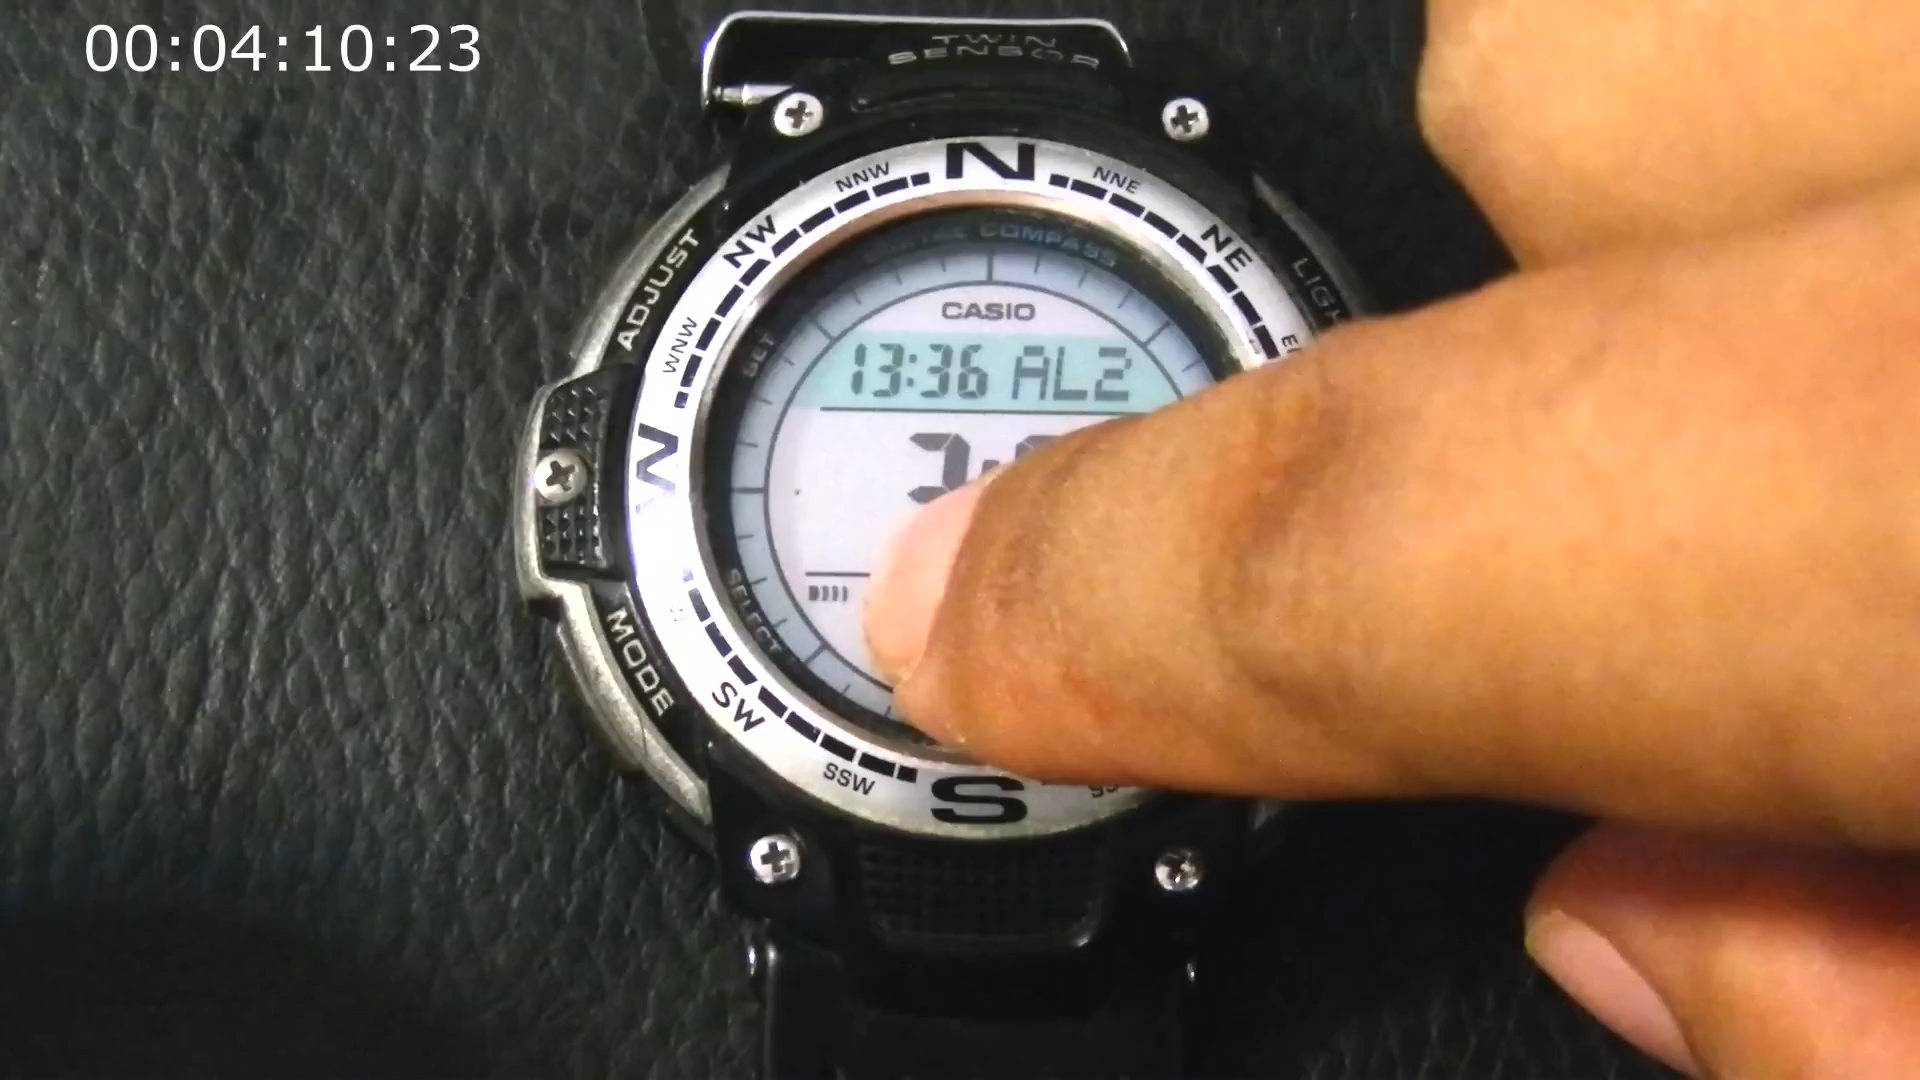 00:04:10:23
TWIN
SENSOR
N
NNW
NNE
NW
NE
ADJUST
COMPASS
CASIO
WNW
SET
13:36 AL2
W
SELECT
MODE
SW
SSW
S